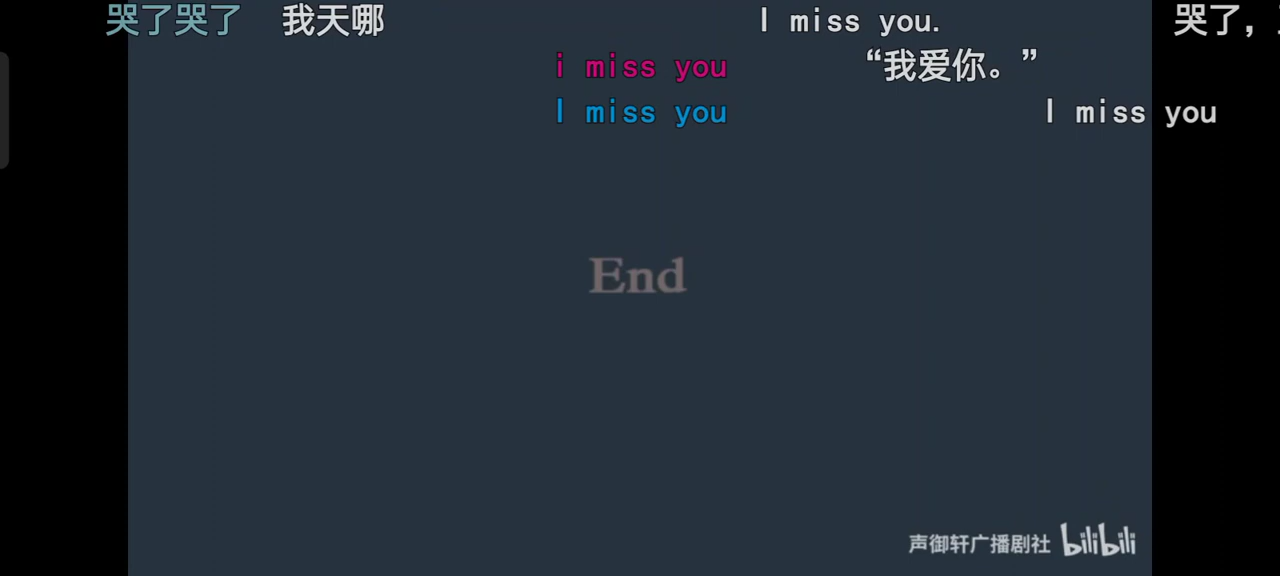 哭了哭了 我天哪 I miss you. 哭了，
i miss you “我爱你。”
I miss you I miss you
End
声御轩广播剧社 bilibili